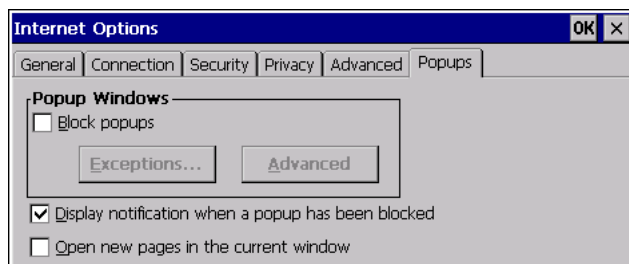 Internet Options OK ×
General Connection Security Privacy Advanced Popups
Popup Windows
Block popups
Exceptions... Advanced
Display notification when a popup has been blocked
Open new pages in the current window